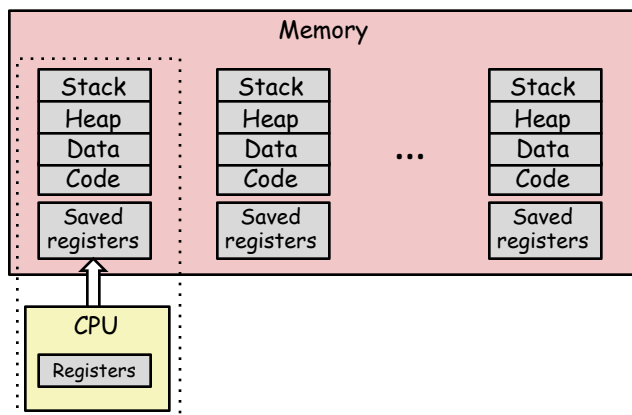 Memory
Stack
Heap
Data
Code
Saved
registers
Stack
Heap
Data
Code
Saved
registers
...
Stack
Heap
Data
Code
Saved
registers
CPU
Registers